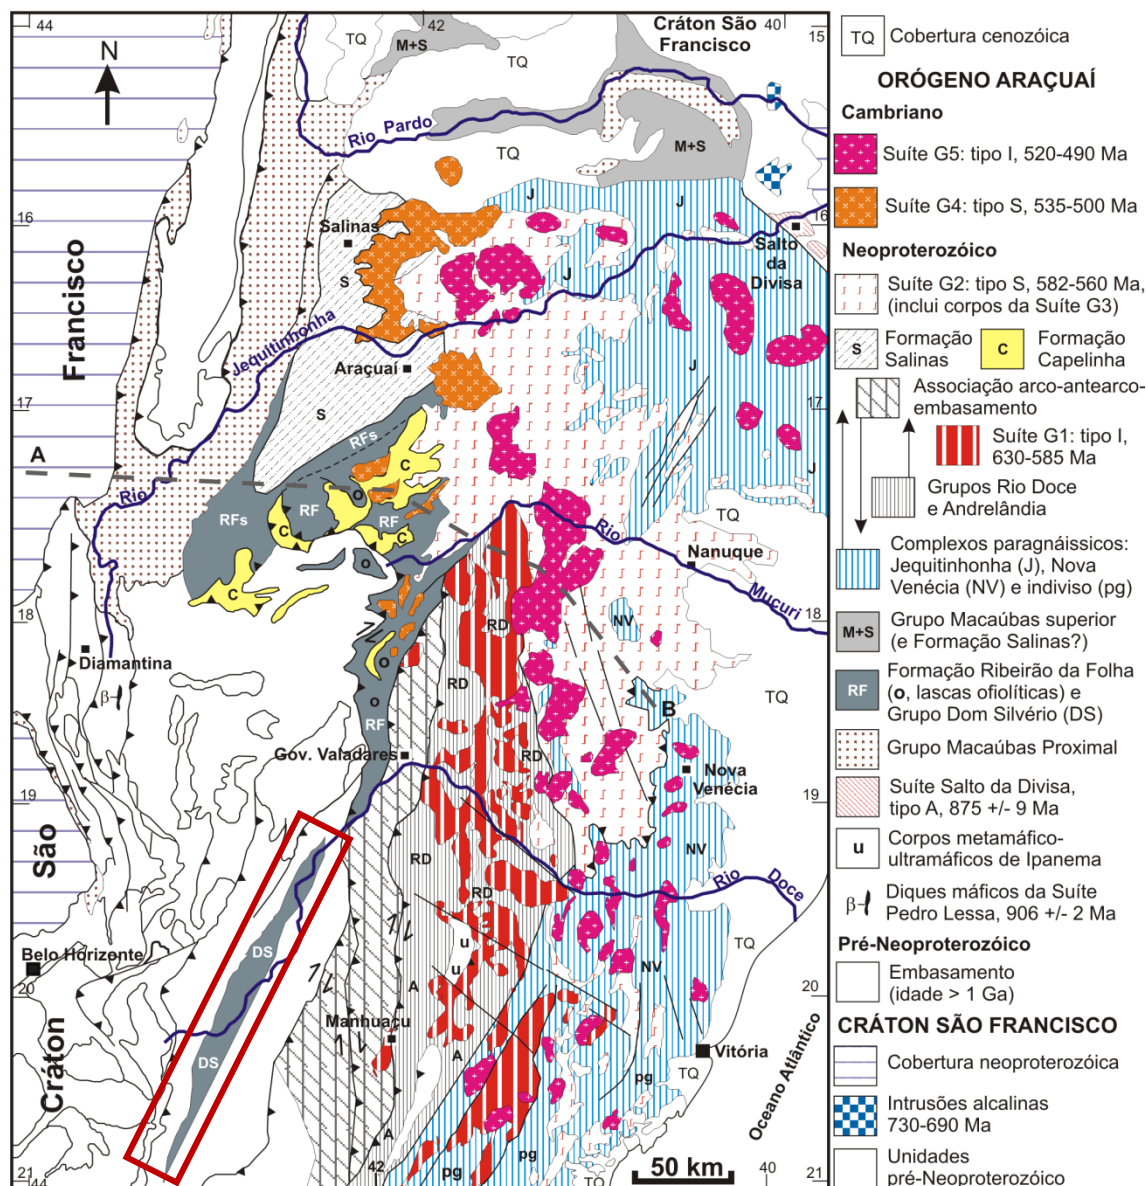 44
42
40
15
Cráton São
Francisco
TQ
M+S
TQ
N
Rio Pardo
TQ
M+S
J
J
16
16
Salinas
Salto
da
Divisa
S
J
Francisco
Jequitinhonha
Araçuaí
J
S
17
17
RFs
A
C
Rio
O
J
RFs
RF
RF
C
C
Rio
TQ
O
Nanuque
Mucuri
C
NV
RD
18
18
Diamantina
O
β
RD
TQ
O
B
RF
Gov. Valadares
RD
Nova
Venécia
19
19
São
NV
RD
Rio
Doce
RD
Belo Horizonte
DS
u
TQ
u
NV
20
20
A
Manhuaçu
Vitória
Cráton
DS
A
pg
TQ
Oceano Atlântico
A
pg
pg
50 km
TQ
21
44
42
40
21
TQ Cobertura cenozóica
ORÓGENO ARAÇUAÍ
Cambriano
Suíte G5: tipo I, 520-490 Ma
Suíte G4: tipo S, 535-500 Ma
Neoproterozóico
Suíte G2: tipo S, 582-560 Ma,
(inclui corpos da Suíte G3)
S Formação
Salinas
C Formação
Capelinha
Associação arco-antearco-
embasamento
Suíte G1: tipo I,
630-585 Ma
Grupos Rio Doce
e Andrelândia
Complexos paragnáissicos:
Jequitinhonha (J), Nova
Venécia (NV) e indiviso (pg)
M+S Grupo Macaúbas superior
(e Formação Salinas?)
RF Formação Ribeirão da Folha
(o, lascas ofiolíticas) e
Grupo Dom Silvério (DS)
Grupo Macaúbas Proximal
Suíte Salto da Divisa,
tipo A, 875 +/- 9 Ma
u Corpos metamáfico-
ultramáficos de Ipanema
β Diques máficos da Suíte
Pedro Lessa, 906 +/- 2 Ma
Pré-Neoproterozóico
Embasamento
(idade > 1 Ga)
CRÁTON SÃO FRANCISCO
Cobertura neoproterozóica
Intrusões alcalinas
730-690 Ma
Unidades
pré-Neoproterozóico